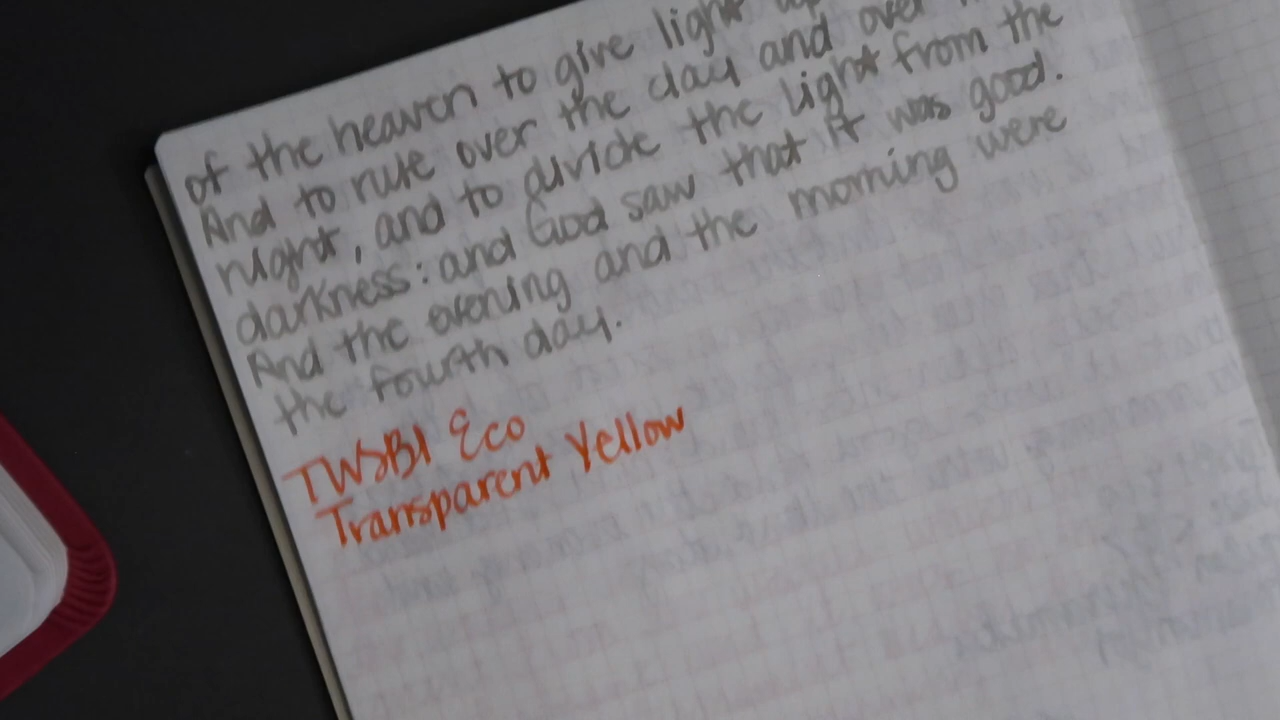 of the heaven to give light
And to rule over the day and over
night, and to divide the light from the
darkness: and God saw that it was good.
And the evening and the morning were
the fourth day.
TWSBI Eco
Transparent Yellow